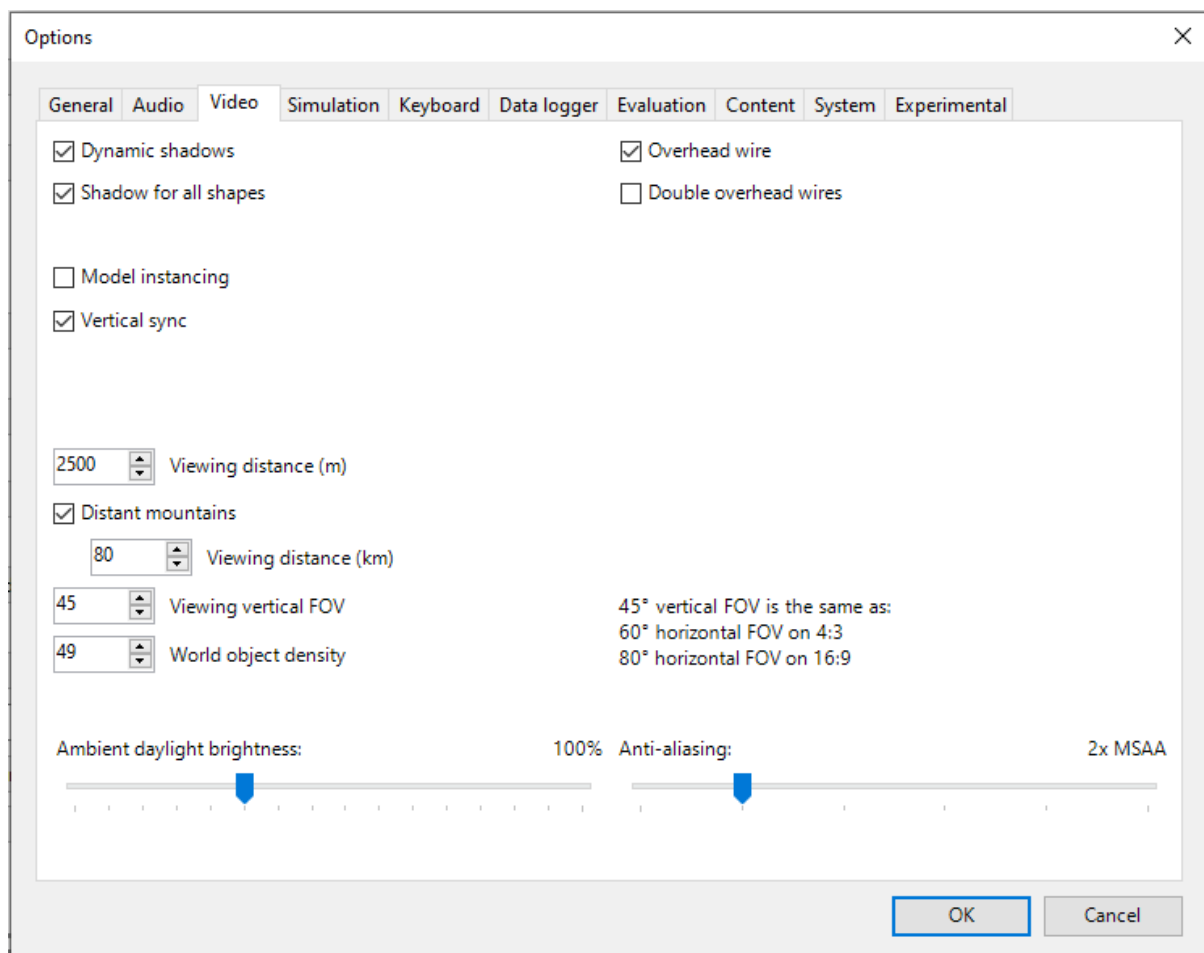 Options
General Audio Video Simulation Keyboard Data logger Evaluation Content System Experimental
Dynamic shadows
Overhead wire
Shadow for all shapes
Double overhead wires
Model instancing
Vertical sync
2500 Viewing distance (m)
Distant mountains
80 Viewing distance (km)
45 Viewing vertical FOV
45° vertical FOV is the same as:
60° horizontal FOV on 4:3
80° horizontal FOV on 16:9
49 World object density
Ambient daylight brightness: 100%
Anti-aliasing: 2x MSAA
OK Cancel